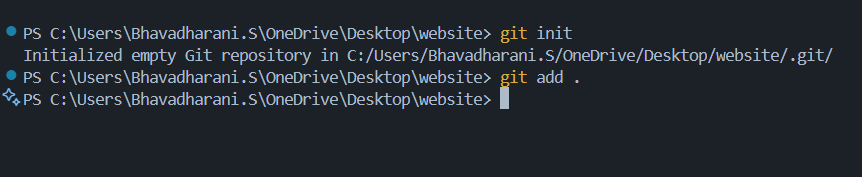 PS C:\Users\Bhavadharani.S\OneDrive\Desktop\website> git init
Initialized empty Git repository in C:/Users/Bhavadharani.S/OneDrive/Desktop/website/.git/
PS C:\Users\Bhavadharani.S\OneDrive\Desktop\website> git add .
PS C:\Users\Bhavadharani.S\OneDrive\Desktop\website>